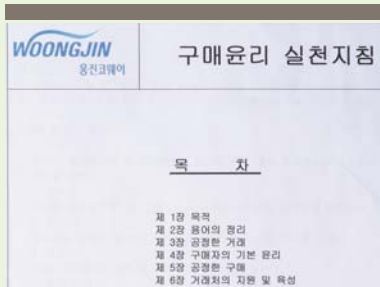 WOONGJIN
웅진코웨이
구매윤리 실천지침
목 차
제 1장 목적
제 2장 용어의 정리
제 3장 공정한 거래
제 4장 구매자의 기본 윤리
제 5장 공정한 구매
제 6장 거래처의 지원 및 육성